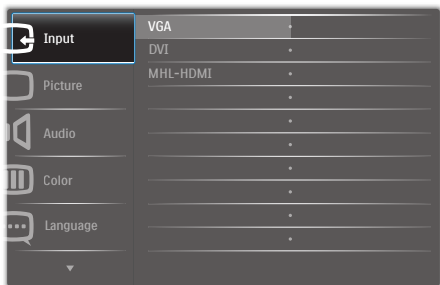 Input
VGA
DVI
MHL-HDMI
Picture
Audio
Color
Language